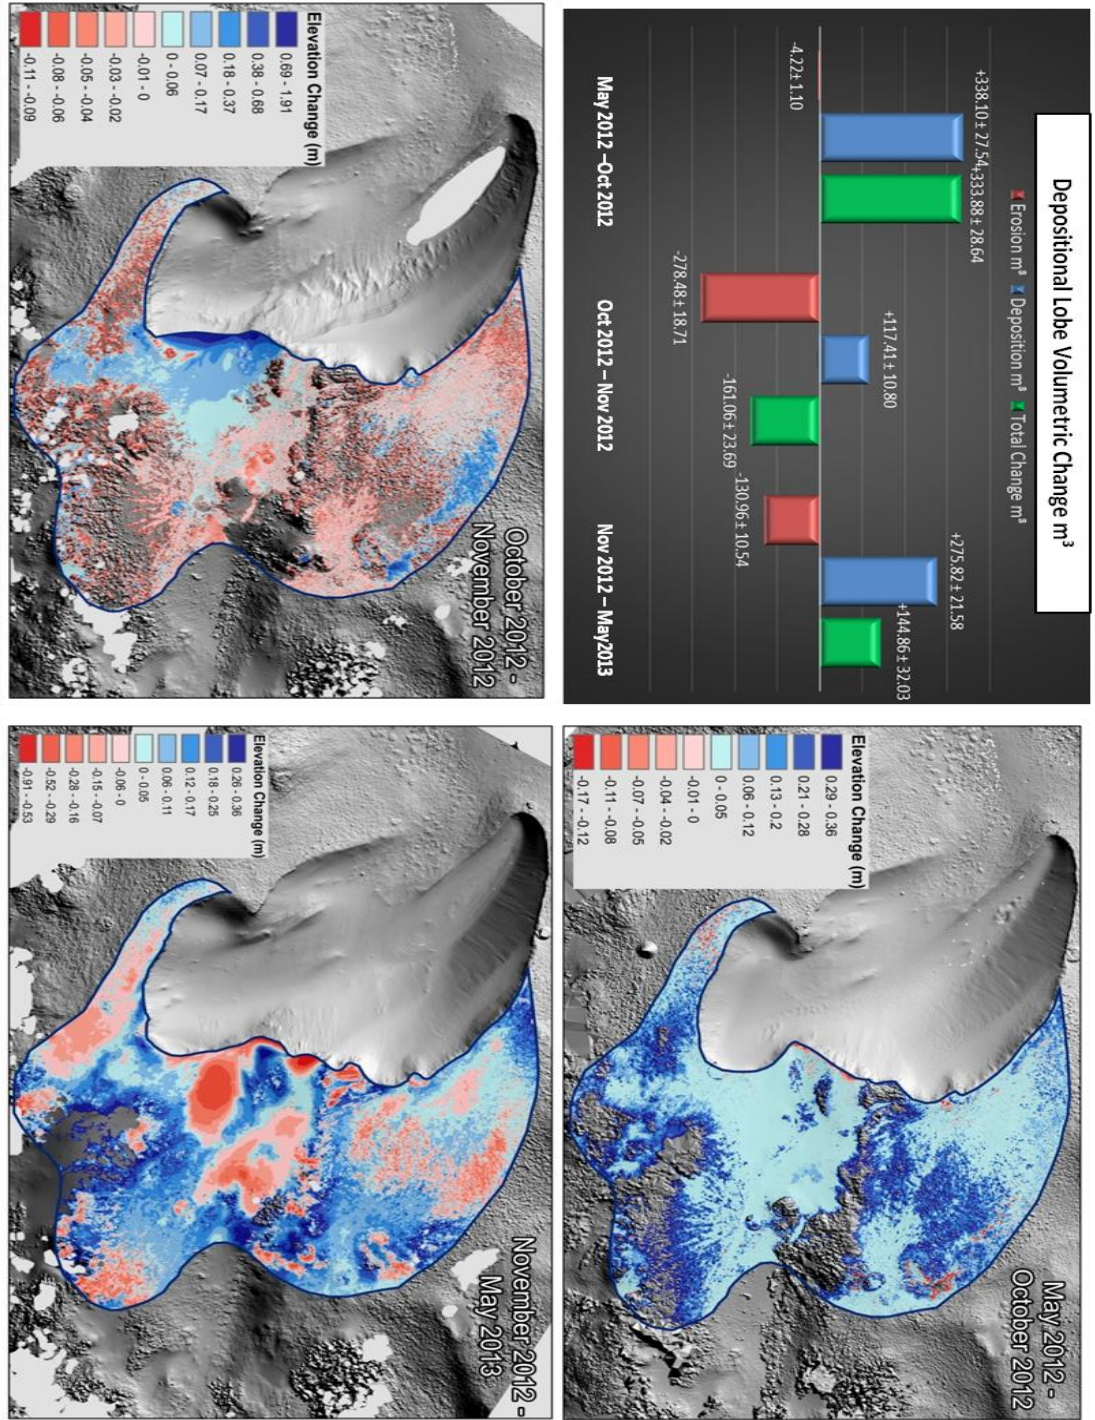 Depositional Lobe Volumetric Change m³
Erosion m³ Deposition m³ Total Change m³
+338.10 ± 27.54
+333.88 ± 28.64
-4.22± 1.10
+117.41 ± 10.80
-278.48 ± 18.71
-161.06 ± 23.69
+275.82 ± 21.58
+144.86 ± 32.03
-130.96 ± 10.54
May 2012 –Oct 2012
Oct 2012 – Nov 2012
Nov 2012 – May2013
May 2012 -
October 2012
Elevation Change (m)
0.29 - 0.36
0.21 - 0.28
0.13 - 0.2
0.06 - 0.12
0 - 0.05
-0.01 - 0
-0.04 - -0.02
-0.07 - -0.05
-0.11 - -0.08
-0.17 - -0.12
October 2012 -
November 2012
Elevation Change (m)
0.69 - 1.91
0.38 - 0.68
0.18 - 0.37
0.07 - 0.17
0 - 0.06
-0.01 - 0
-0.03 - -0.02
-0.05 - -0.04
-0.08 - -0.06
-0.11 - -0.09
November 2012 -
May 2013
Elevation Change (m)
0.26 - 0.36
0.18 - 0.25
0.12 - 0.17
0.06 - 0.11
0 - 0.05
-0.06 - 0
-0.15 - -0.07
-0.28 - -0.16
-0.52 - -0.29
-0.91 - -0.53